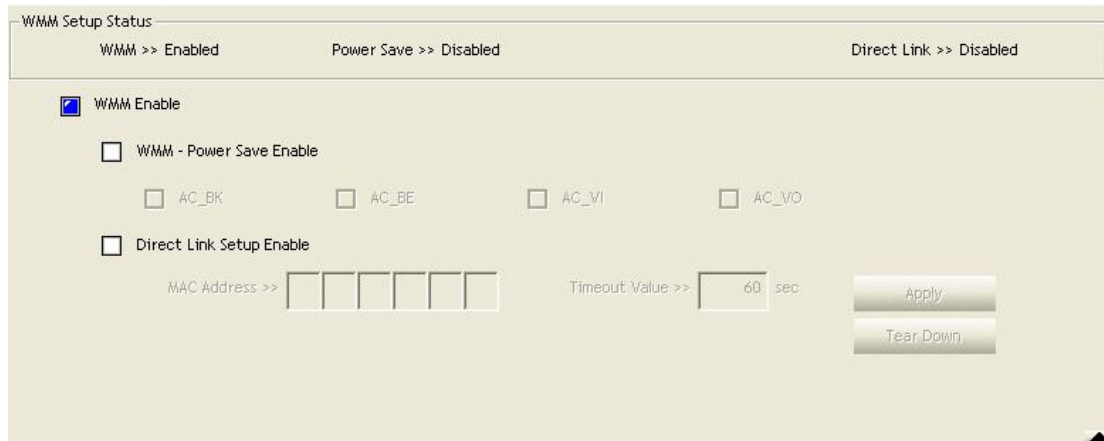 WMM Setup Status
WMM >> Enabled Power Save >> Disabled Direct Link >> Disabled
WMM Enable
WMM - Power Save Enable
AC_BK AC_BE AC_VI AC_VO
Direct Link Setup Enable
MAC Address >> Timeout Value >> 60 sec Apply
Tear Down